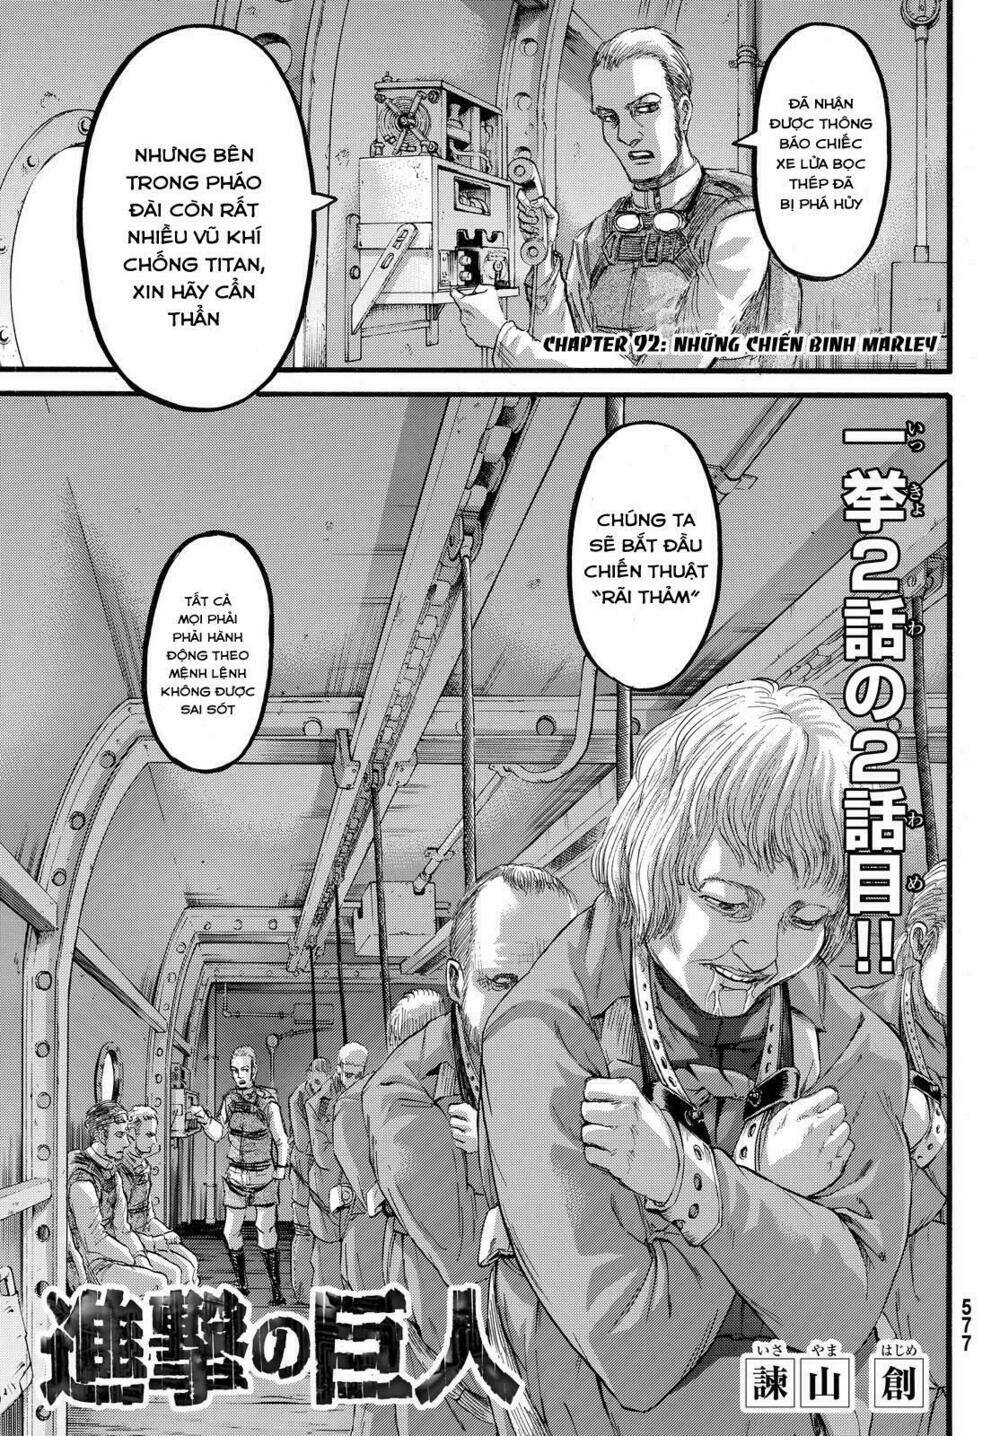 ĐÃ NHẬN
ĐƯỢC THÔNG
BÁO CHIẾC
XE LỬA BỌC
THÉP ĐÃ
BỊ PHÁ HỦY
NHƯNG BÊN
TRONG PHÁO
ĐÀI CÒN RẤT
NHIỀU VŨ KHÍ
CHỐNG TITAN,
XIN HÃY CẨN
THẨN
CHAPTER 92: NHỮNG CHIẾN BINH MARLEY
一挙2話の2話目!!
いっ きょ わ わ め
CHÚNG TA
SẼ BẮT ĐẦU
CHIẾN THUẬT
"RÃI THẢM"
TẤT CẢ
MỌI PHẢI
PHẢI HÀNH
ĐỘNG THEO
MỆNH LỆNH
KHÔNG ĐƯỢC
SAI SÓT
進撃の巨人
いさ やま はじめ
諫山創
577